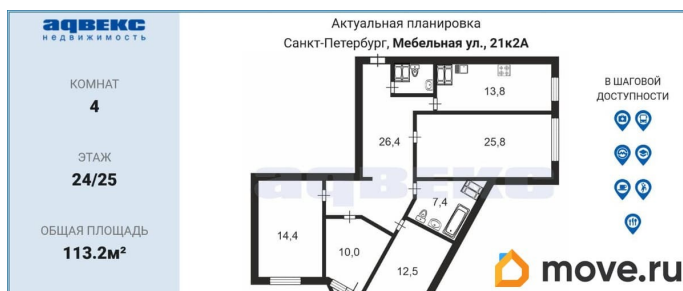 АДВЕКС
НЕДВИЖИМОСТЬ
КОМНАТ
4
ЭТАЖ
24/25
ОБЩАЯ ПЛОЩАДЬ
113.2м²
Актуальная планировка
Санкт-Петербург, Мебельная ул., 21к2А
13,8
26,4
25,8
адвекс
7,4
14,4
10,0
12,5
В ШАГОВОЙ
ДОСТУПНОСТИ
move.ru